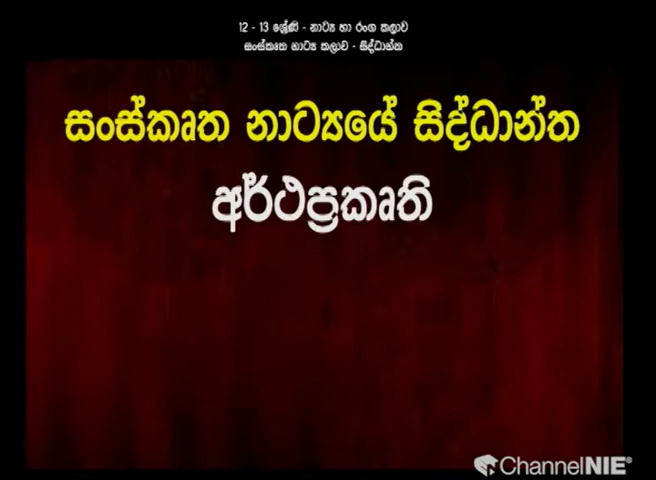 12 - 13 ශ්‍රේණි - නාට්‍ය හා රංග කලාව
සංස්කෘත නාට්‍ය කලාව - සිද්ධාන්ත
සංස්කෘත නාට්‍යයේ සිද්ධාන්ත
අර්ථප්‍රකෘති
ChannelNIE®